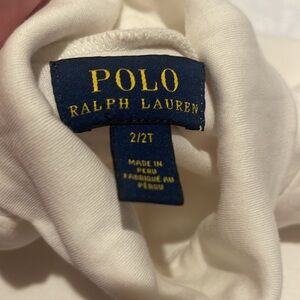 POLO
RALPH LAUREN
2/2T
MADE IN
PERU
FABRIQUÉ AU
PÉROU